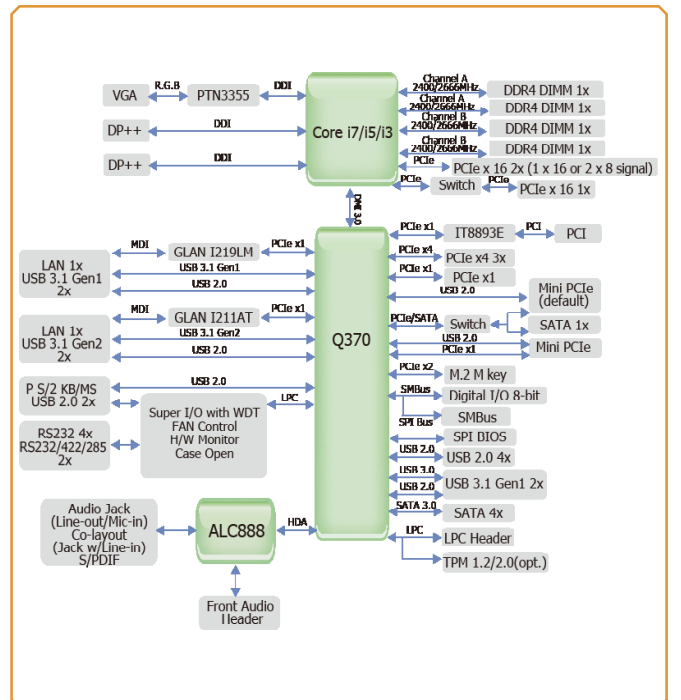 R.G.B
DDI
VGA
PTN3355
DP++
DDI
DP++
DDI
Core i7/i5/i3
Channel A
2400/2666MHz
DDR4 DIMM 1x
Channel A
2400/2666MHz
DDR4 DIMM 1x
Channel B
2400/2666MHz
DDR4 DIMM 1x
Channel B
2400/2666MHz
DDR4 DIMM 1x
PCIe
PCIe x 16 2x (1 x 16 or 2 x 8 signal)
PCIe
Switch
PCIe
PCIe x 16 1x
DMI 3.0
Q370
LAN 1x
USB 3.1 Gen1
2x
MDI
GLAN I219LM
PCIe x1
USB 3.1 Gen1
USB 2.0
LAN 1x
USB 3.1 Gen2
2x
MDI
GLAN I211AT
PCIe x1
USB 3.1 Gen2
USB 2.0
P S/2 KB/MS
USB 2.0 2x
USB 2.0
LPC
Super I/O with WDT
FAN Control
H/W Monitor
Case Open
RS232 4x
RS232/422/285
2x
Audio Jack
(Line-out/Mic-in)
Co-layout
(Jack w/Line-in)
S/PDIF
ALC888
HDA
Front Audio
Header
PCIe x1
IT8893E
PCI
PCI
PCIe x4
PCIe x4 3x
PCIe x1
PCIe x1
USB 2.0
Mini PCIe
(default)
PCIe/SATA
Switch
SATA 1x
USB 2.0
PCIe x1
Mini PCIe
PCIe x2
M.2 M key
SMBus
Digital I/O 8-bit
SMBus
SPI Bus
SPI BIOS
USB 2.0
USB 2.0 4x
USB 3.0
USB 2.0
USB 3.1 Gen1 2x
SATA 3.0
SATA 4x
LPC
LPC Header
TPM 1.2/2.0(opt.)